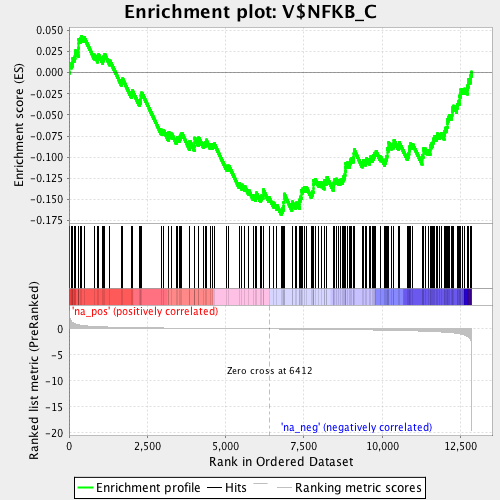 Enrichment plot: V$NFKB_C
Enrichment score (ES)
0.050
0.025
0.000
-0.025
-0.050
-0.075
-0.100
-0.125
-0.150
-0.175
'na_pos' (positively correlated)
Ranked list metric (PreRanked)
0
-5
-10
-15
-20
Zero cross at 6412
'na_neg' (negatively correlated)
0
2,500
5,000
7,500
10,000
12,500
Rank in Ordered Dataset
Enrichment profile
Hits
Ranking metric scores